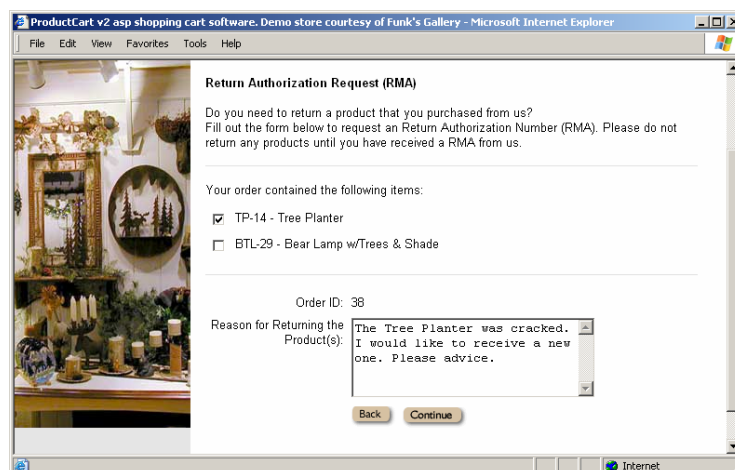 ProductCart v2 asp shopping cart software. Demo store courtesy of Funk's Gallery - Microsoft Internet Explorer
File Edit View Favorites Tools Help
Return Authorization Request (RMA)
Do you need to return a product that you purchased from us?
Fill out the form below to request an Return Authorization Number (RMA). Please do not
return any products until you have received a RMA from us.
Your order contained the following items:
TP-14 - Tree Planter
BTL-29 - Bear Lamp w/Trees & Shade
Order ID: 38
Reason for Returning the
Product(s):
The Tree Planter was cracked.
I would like to receive a new
one. Please advice.
Back Continue
Internet